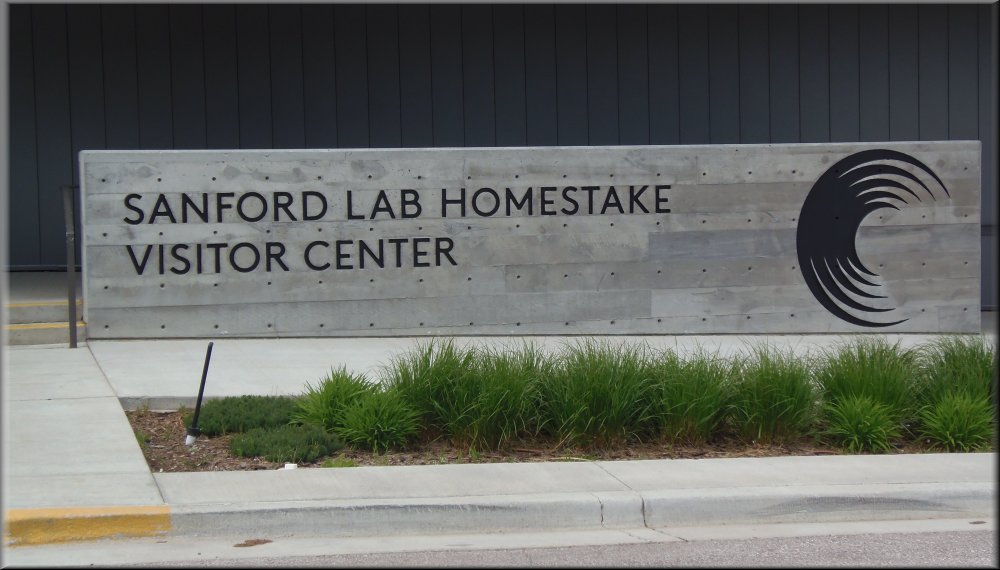 SANFORD LAB HOMESTAKE
VISITOR CENTER